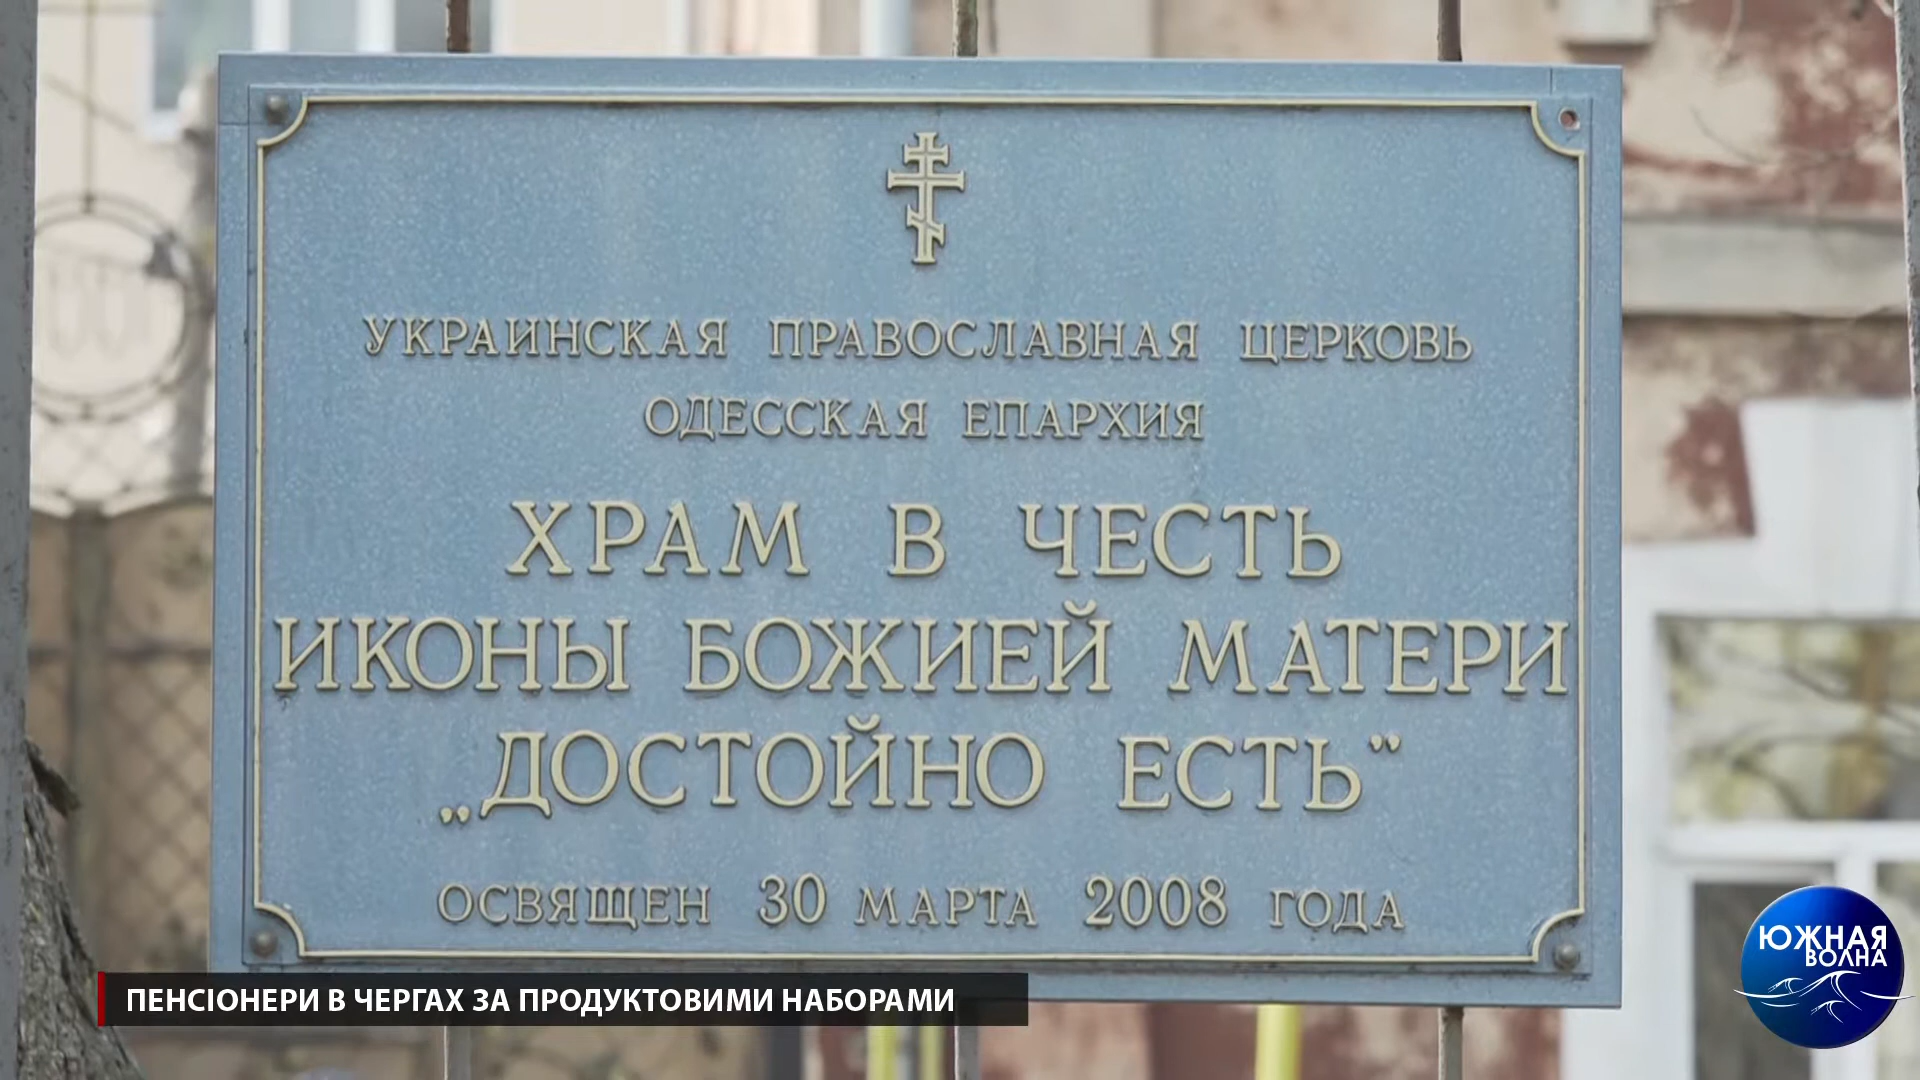 УКРАИНСКАЯ ПРАВОСЛАВНАЯ ЦЕРКОВЬ
ОДЕССКАЯ ЕПАРХИЯ
ХРАМ В ЧЕСТЬ
ИКОНЫ БОЖИЕЙ МАТЕРИ
„ДОСТОЙНО ЕСТЬ”
ОСВЯЩЕН 30 МАРТА 2008 ГОДА
ПЕНСІОНЕРИ В ЧЕРГАХ ЗА ПРОДУКТОВИМИ НАБОРАМИ
ЮЖНАЯ
ВОЛНА